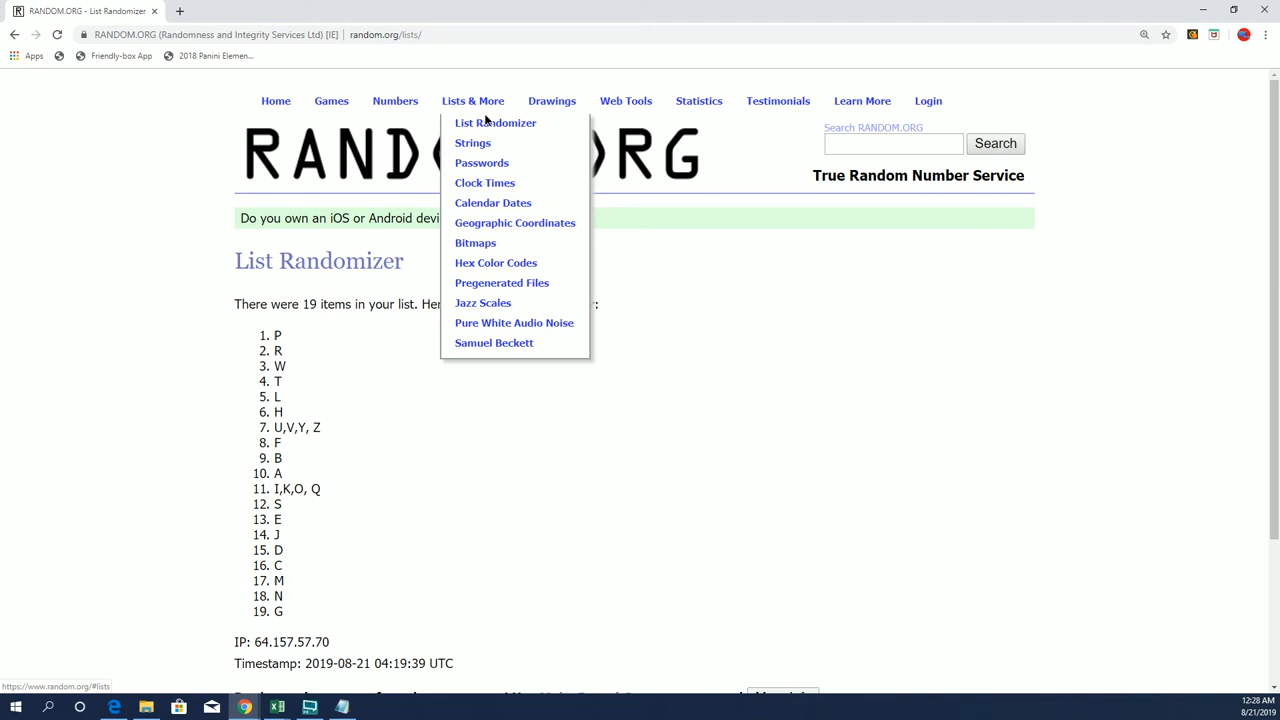 RANDOM.ORG - List Randomizer
RANDOM.ORG (Randomness and Integrity Services Ltd) [IE] | random.org/lists/
Apps Friendly-box App 2018 Panini Elemen...
Home Games Numbers Lists & More Drawings Web Tools Statistics Testimonials Learn More Login
List Randomizer
Strings
Passwords
Clock Times
Calendar Dates
Geographic Coordinates
Bitmaps
Hex Color Codes
Pregenerated Files
Jazz Scales
Pure White Audio Noise
Samuel Beckett
RAND RG
Search RANDOM.ORG
Search
True Random Number Service
Do you own an iOS or Android devi
List Randomizer
There were 19 items in your list. Her :
1. P
2. R
3. W
4. T
5. L
6. H
7. U,V,Y, Z
8. F
9. B
10. A
11. I,K,O, Q
12. S
13. E
14. J
15. D
16. C
17. M
18. N
19. G
IP: 64.157.57.70
Timestamp: 2019-08-21 04:19:39 UTC
https://www.random.org/#lists
12:28 AM
8/21/2019